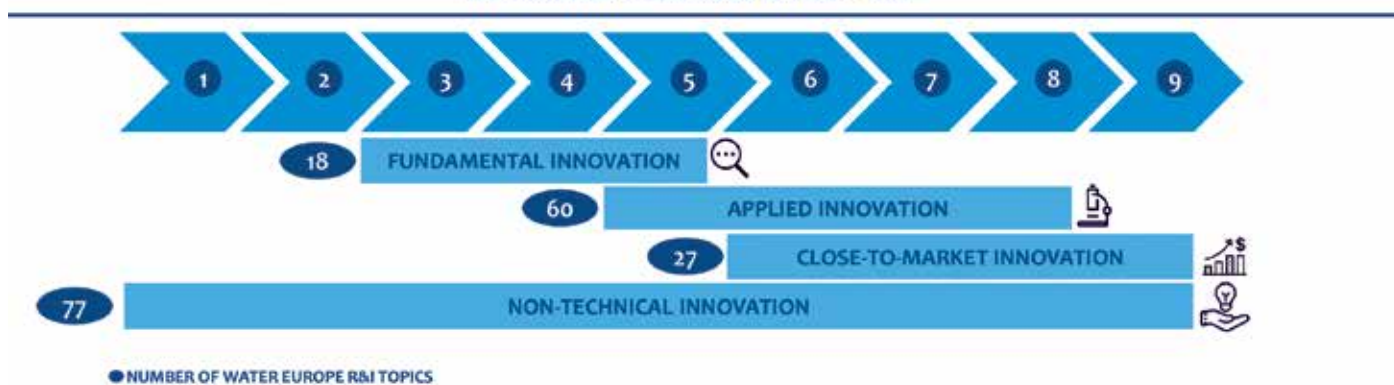 1 2 3 4 5 6 7 8 9
18 FUNDAMENTAL INNOVATION
60 APPLIED INNOVATION
27 CLOSE-TO-MARKET INNOVATION
$
77 NON-TECHNICAL INNOVATION
NUMBER OF WATER EUROPE R&I TOPICS